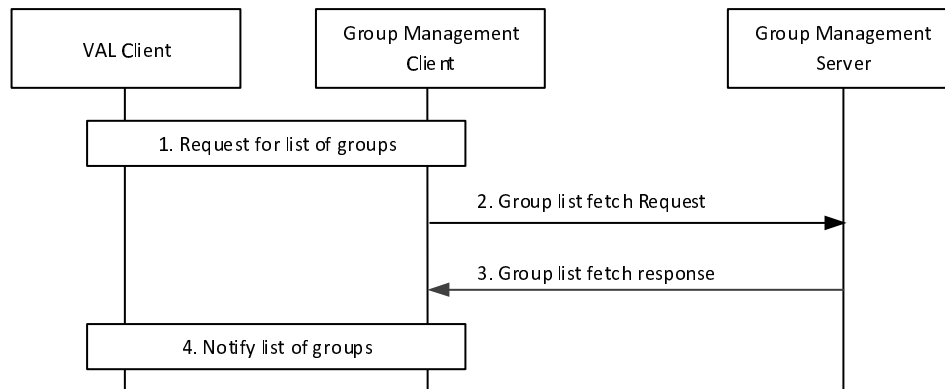 VAL Client
Group Management
Client
Group Management
Server
1. Request for list of groups
2. Group list fetch Request
3. Group list fetch response
4. Notify list of groups